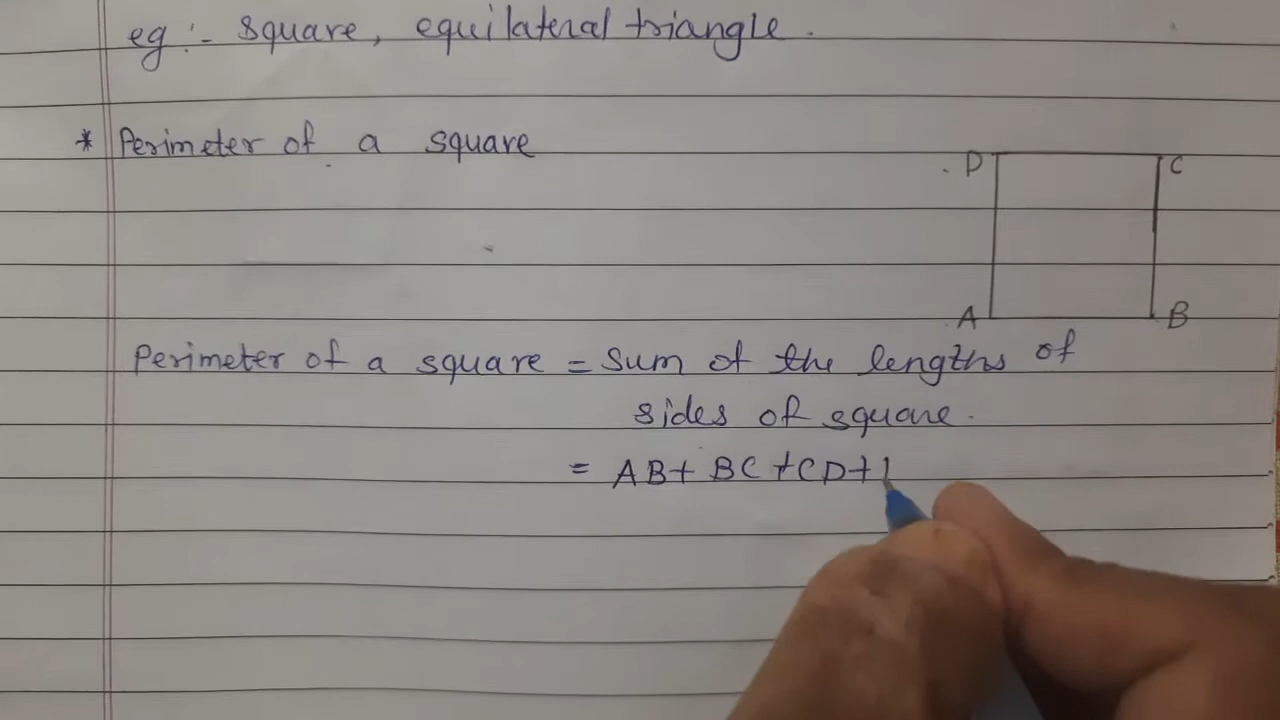 eg :- square, equilateral triangle.
* Perimeter of a square
D C
A B
Perimeter of a square = Sum of the lengths of
sides of square.
= AB + BC + CD +